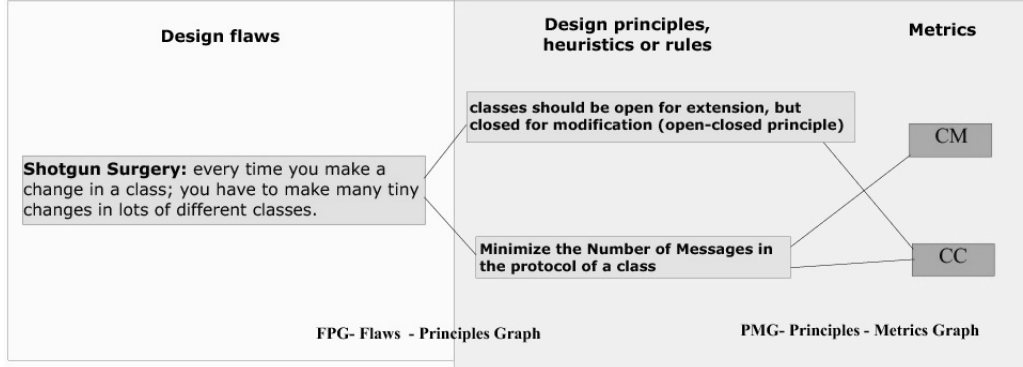 Design flaws
Design principles,
heuristics or rules
Metrics
classes should be open for extension, but
closed for modification (open-closed principle)
CM
Shotgun Surgery: every time you make a
change in a class; you have to make many tiny
changes in lots of different classes.
Minimize the Number of Messages in
the protocol of a class
CC
FPG- Flaws - Principles Graph
PMG- Principles - Metrics Graph